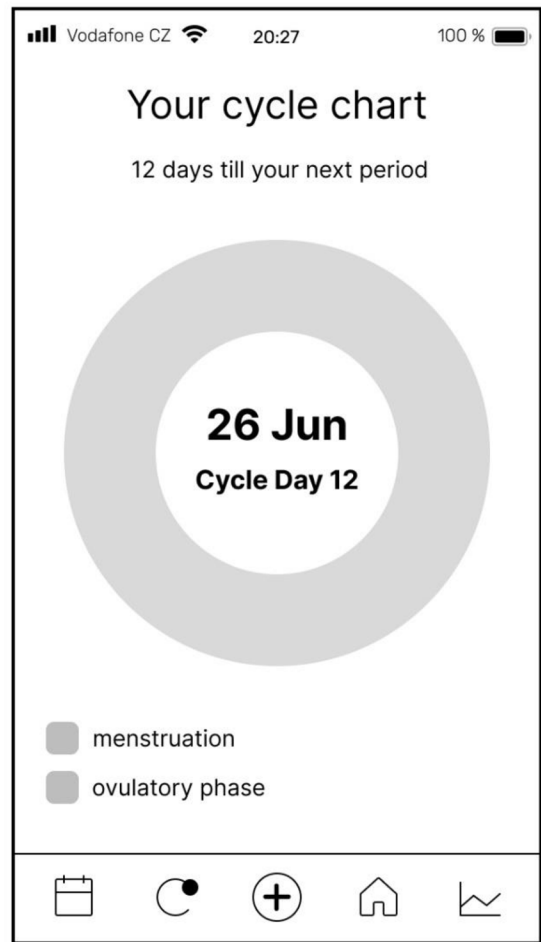 Vodafone CZ 20:27 100 %
Your cycle chart
12 days till your next period
26 Jun
Cycle Day 12
menstruation
ovulatory phase